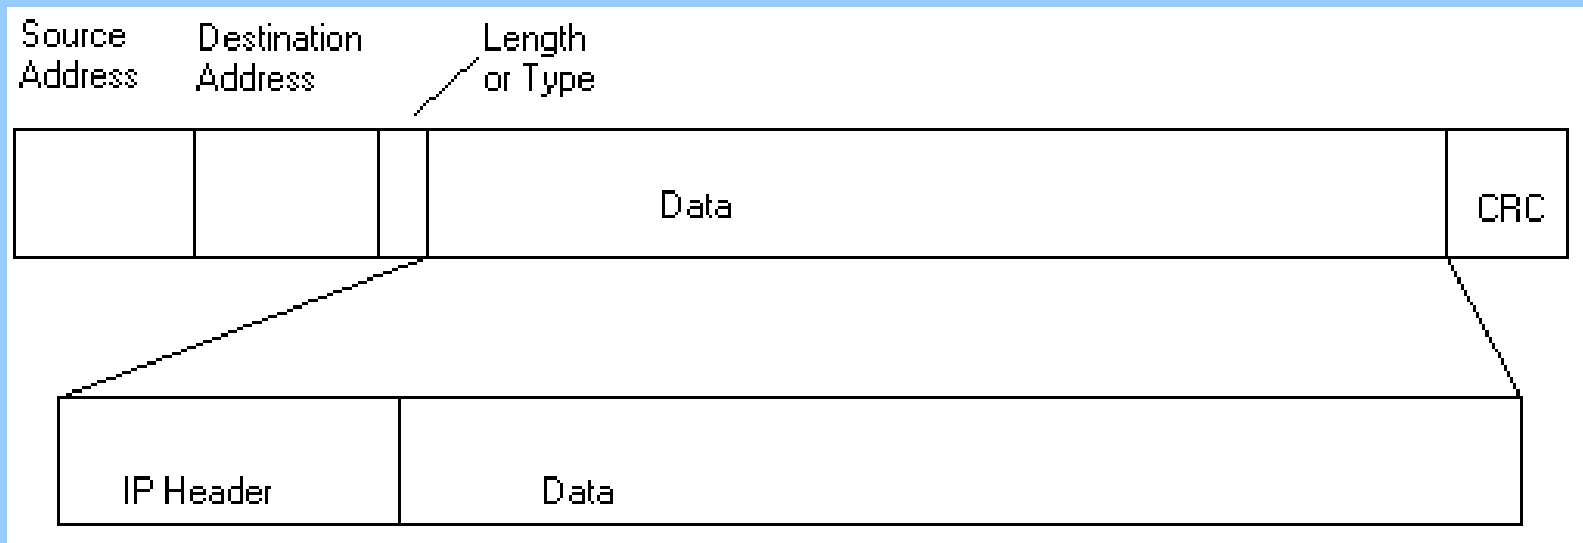 Source
Address
Destination
Address
Length
or Type
Data
CRC
IP Header
Data